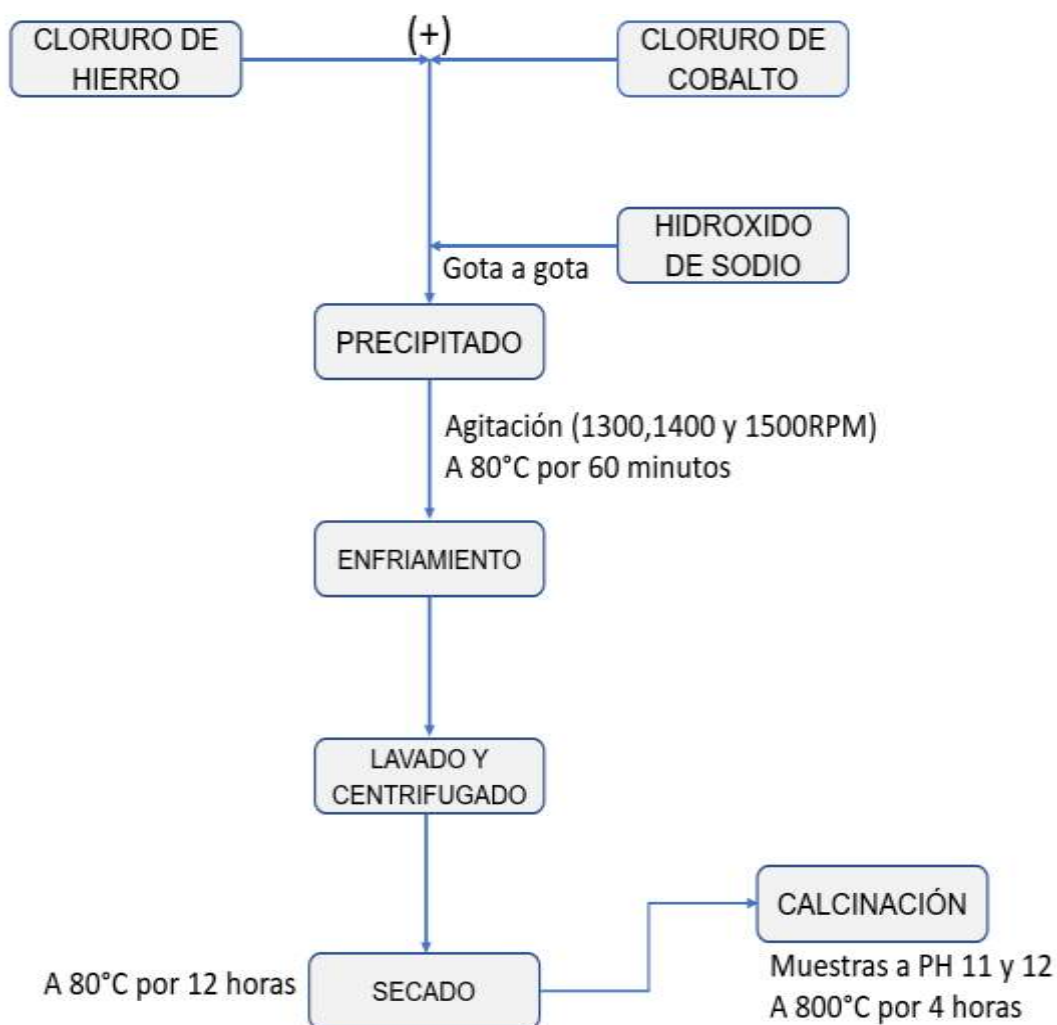 CLORURO DE
HIERRO
(+)
CLORURO DE
COBALTO
HIDROXIDO
DE SODIO
Gota a gota
PRECIPITADO
Agitación (1300,1400 y 1500RPM)
A 80°C por 60 minutos
ENFRIAMIENTO
LAVADO Y
CENTRIFUGADO
A 80°C por 12 horas
SECADO
CALCINACIÓN
Muestras a PH 11 y 12
A 800°C por 4 horas